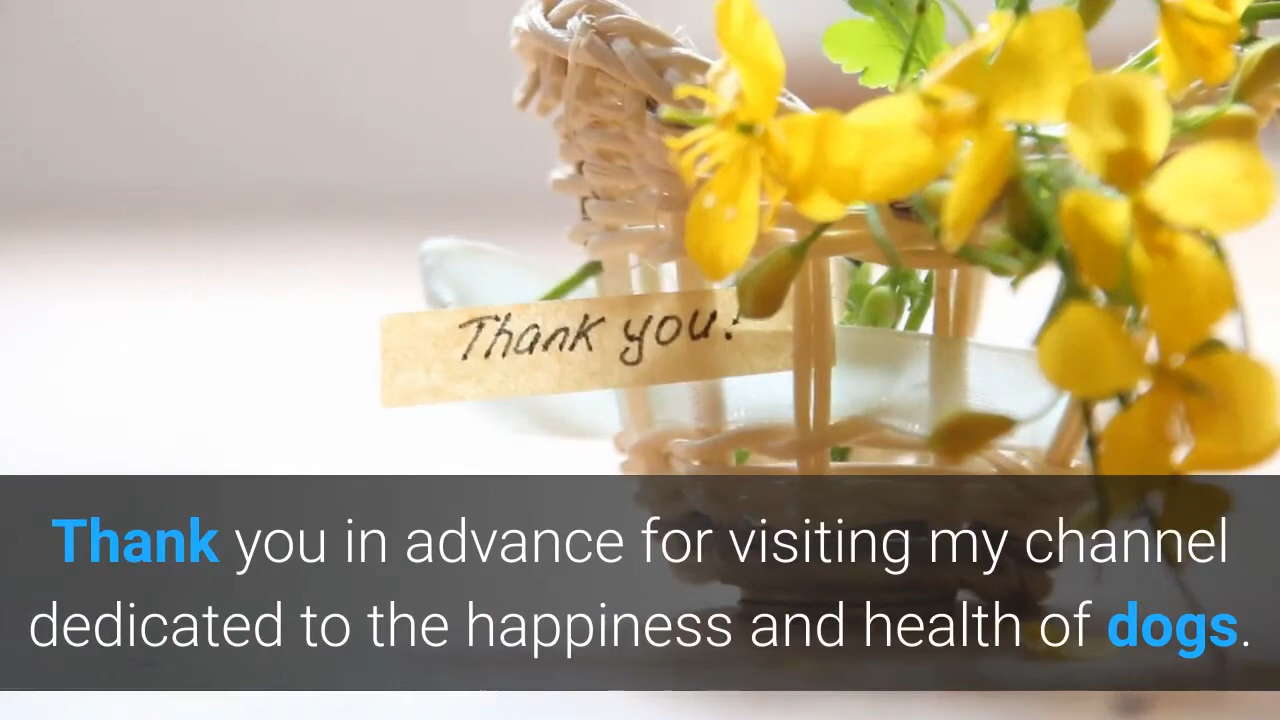 Thank you!
Thank you in advance for visiting my channel
dedicated to the happiness and health of dogs.